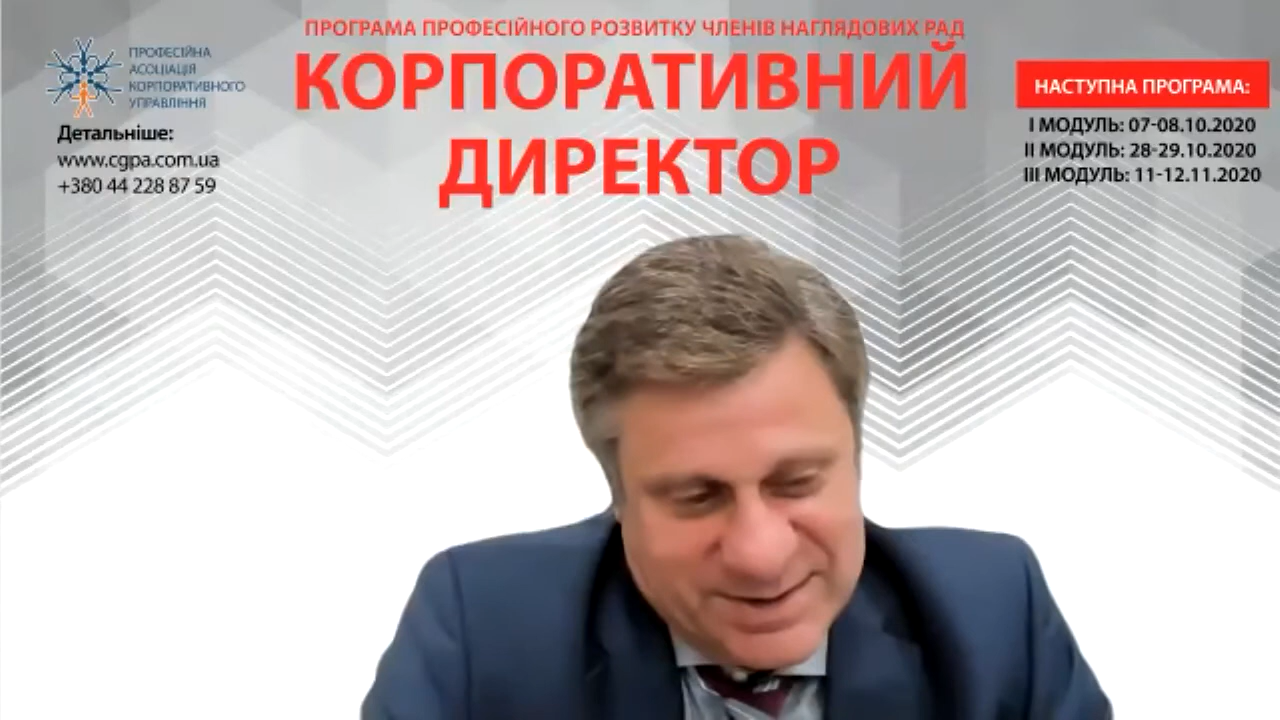 ПРОГРАМА ПРОФЕСІЙНОГО РОЗВИТКУ ЧЛЕНІВ НАГЛЯДОВИХ РАД
КОРПОРАТИВНИЙ
ДИРЕКТОР
ПРОФЕСІЙНА
АСОЦІАЦІЯ
КОРПОРАТИВНОГО
УПРАВЛІННЯ
Детальніше:
www.cgpa.com.ua
+380 44 228 87 59
НАСТУПНА ПРОГРАМА:
І МОДУЛЬ: 07-08.10.2020
ІІ МОДУЛЬ: 28-29.10.2020
ІІІ МОДУЛЬ: 11-12.11.2020